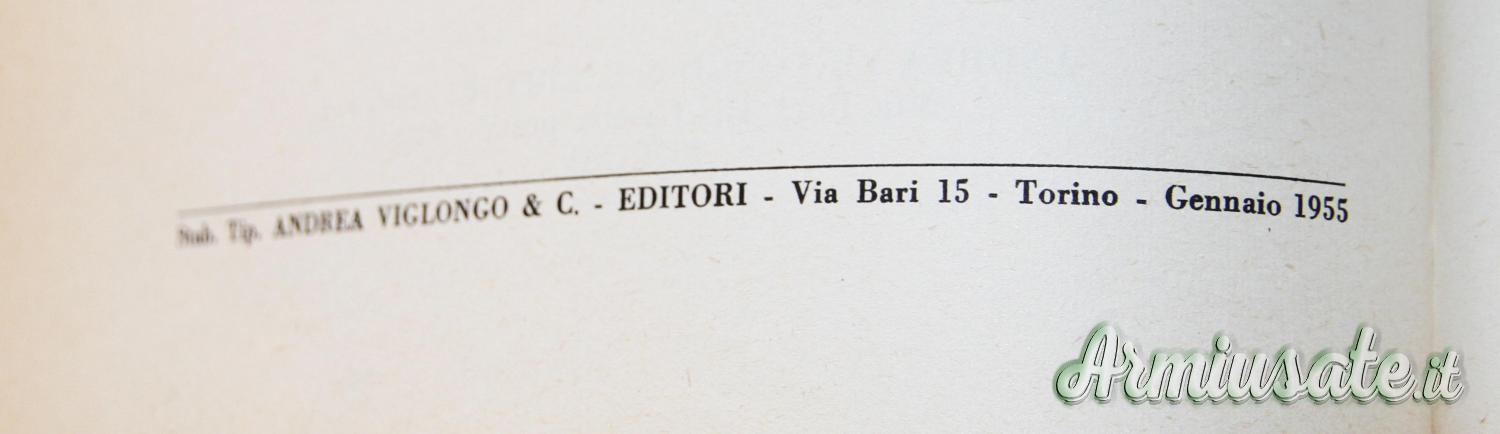 Stab. Tip. ANDREA VIGLONGO & C. - EDITORI - Via Bari 15 - Torino - Gennaio 1955
Armiusate.it